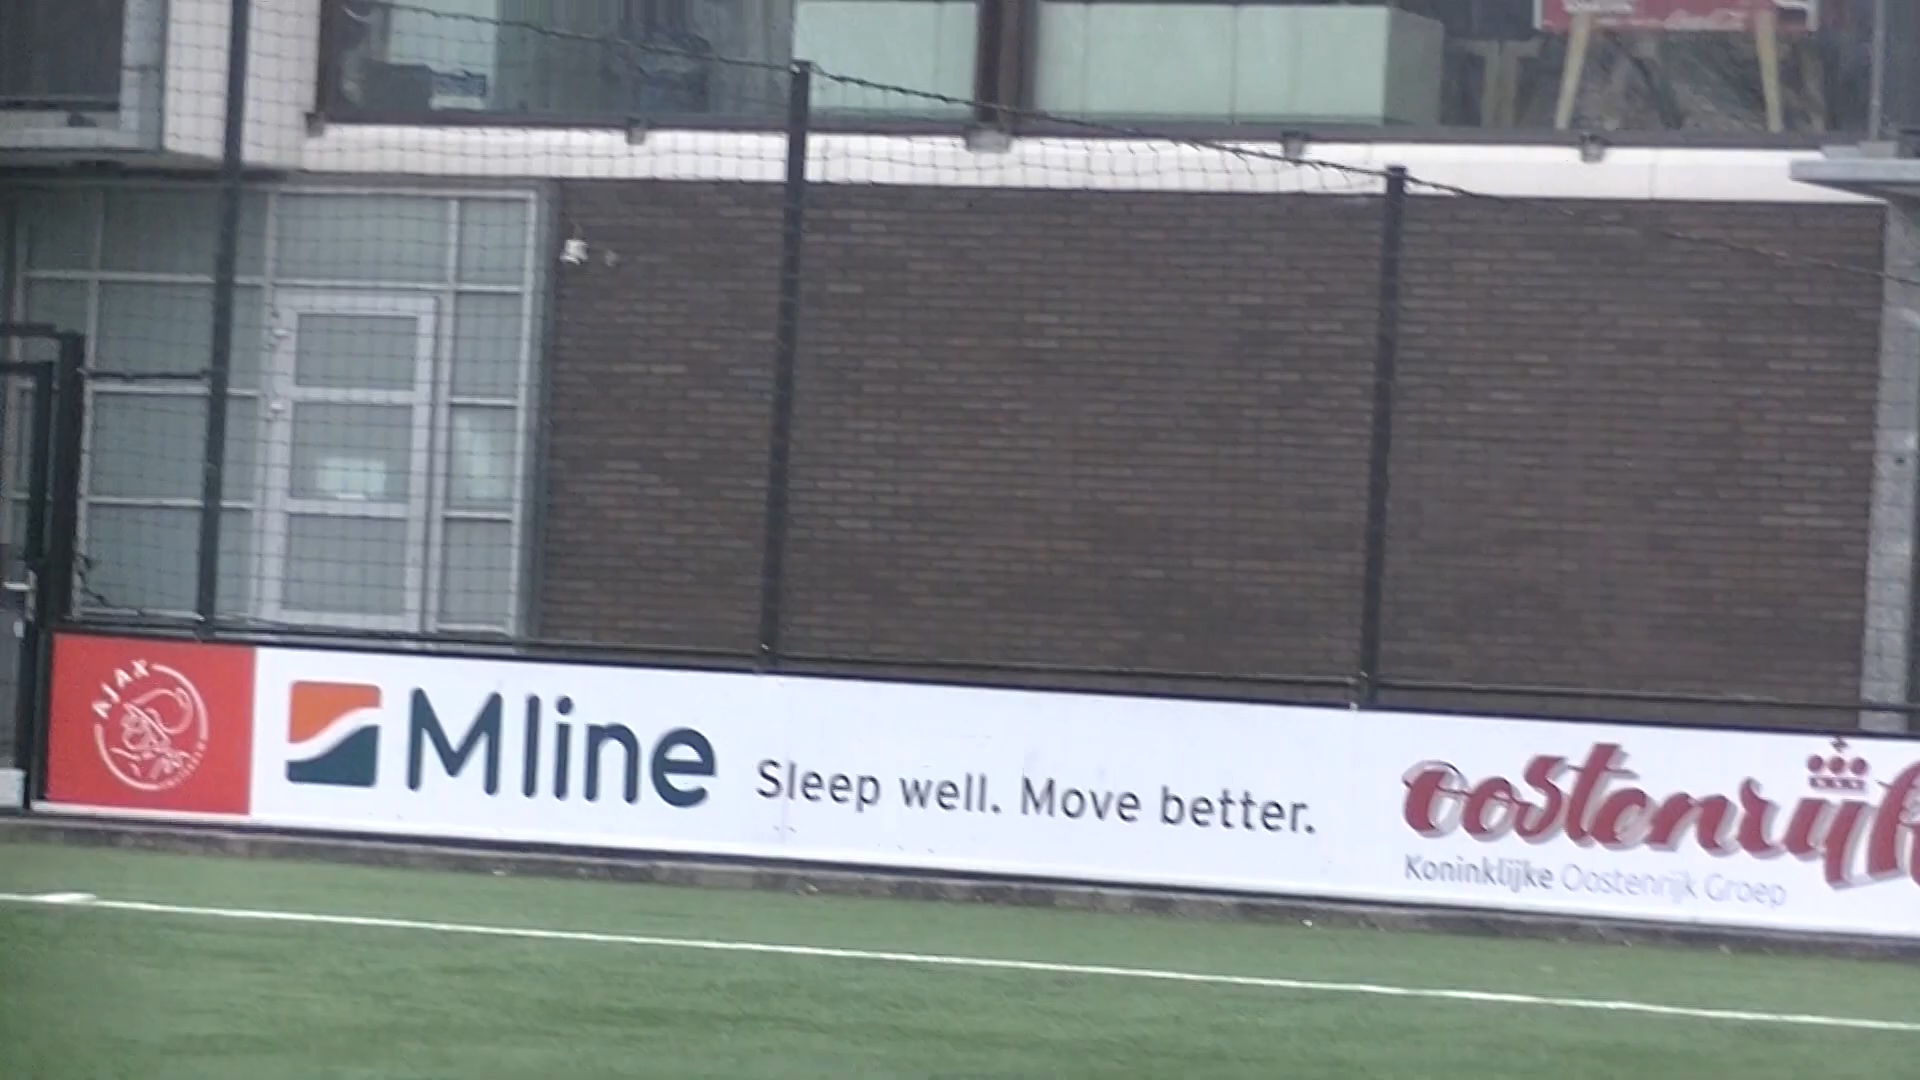 AJAX
Mline
Sleep well. Move better.
oostenrijk
Koninklijke Oostenrijk Groep